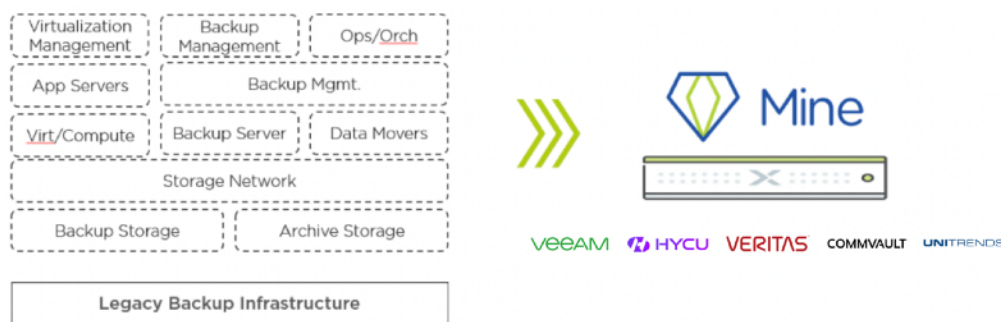 Virtualization
Management
Backup
Management
Ops/Orch
App Servers
Backup Mgmt.
Virt/Compute
Backup Server
Data Movers
Storage Network
Backup Storage
Archive Storage
Legacy Backup Infrastructure
Mine
veeAM
HYCU
VERITAS
COMMVAULT
UNITRENDS